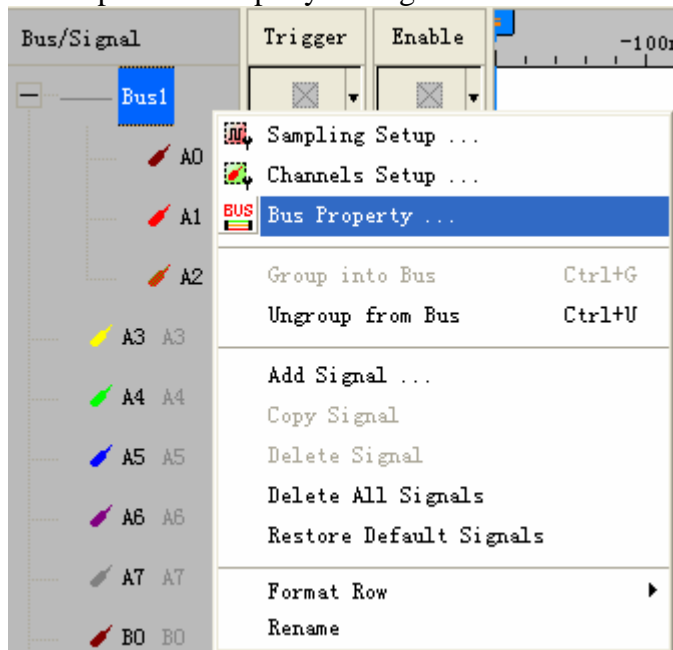 Bus/Signal Trigger Enable
Bus1
A0
A1
A2
A3 A3
A4 A4
A5 A5
A6 A6
A7 A7
B0 B0
Sampling Setup ...
Channels Setup ...
BUS Bus Property ...
Group into Bus Ctrl+G
Ungroup from Bus Ctrl+U
Add Signal ...
Copy Signal
Delete Signal
Delete All Signals
Restore Default Signals
Format Row
Rename